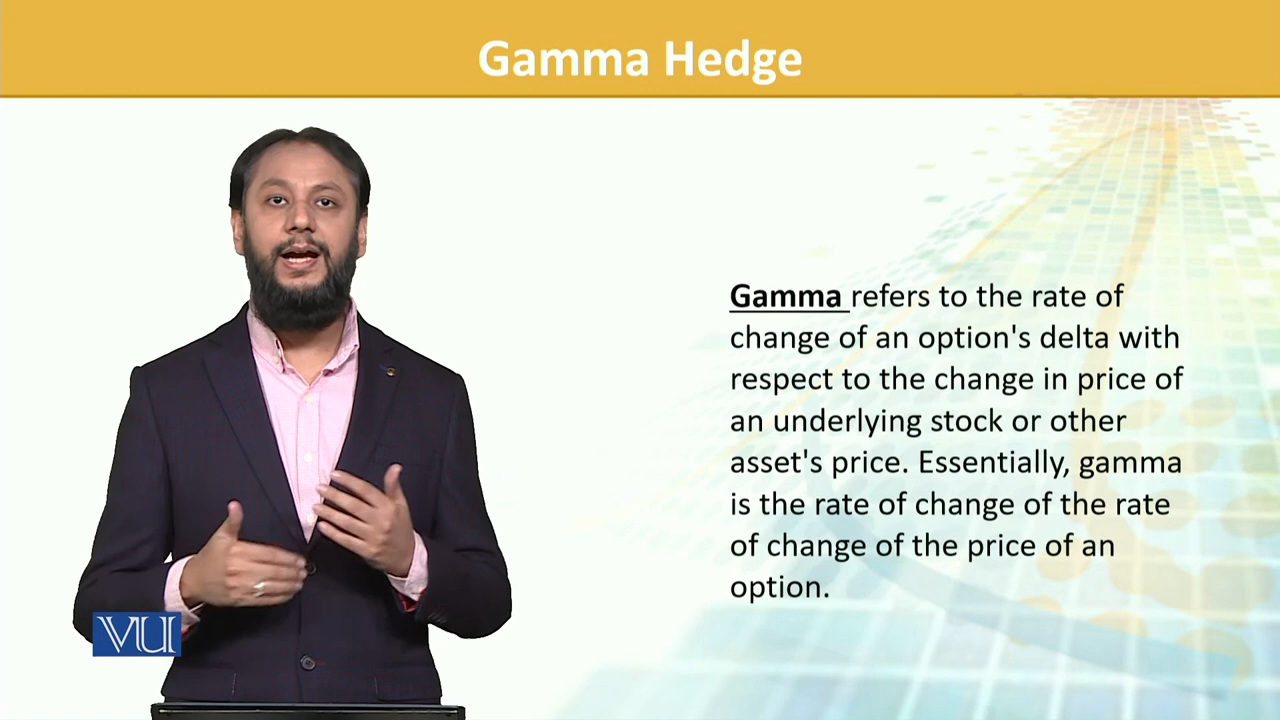 Gamma Hedge
Gamma refers to the rate of
change of an option's delta with
respect to the change in price of
an underlying stock or other
asset's price. Essentially, gamma
is the rate of change of the rate
of change of the price of an
option.
VU